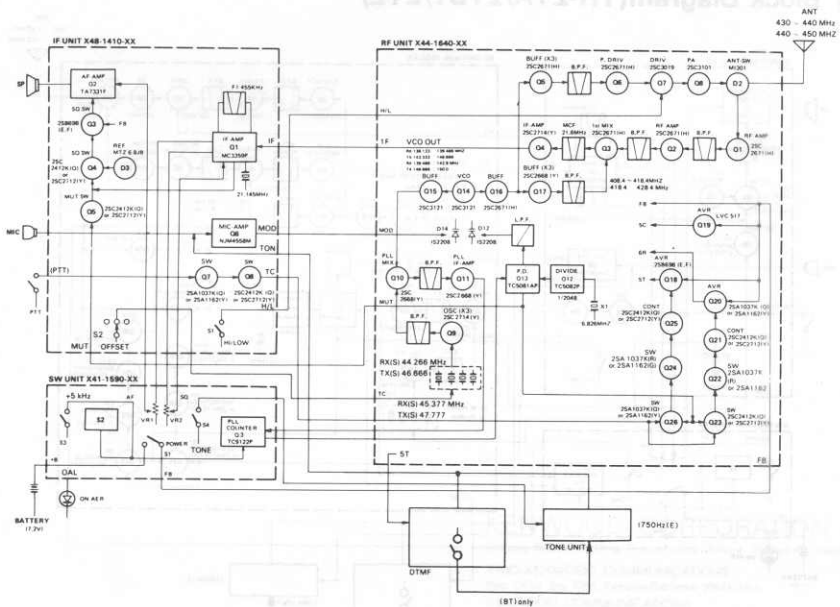 ANT
430 - 440 MHZ
440 - 450 MHZ
IF UNIT X48-1410-XX
SP
AF AMP
Q2
TA7331F
SQ SW
Q3
2SB698 (E,F)
FB
SQ SW
Q4
2SC
2412K(Q)
or
2SC2712(Y)
REF
MTZ 6.8JB
D3
MUT SW
Q5
2SC2412K(Q)
or 2SC2712(Y)
F1 455KHz
IF-AMP
Q1
MC3359P
21.145MHz
IF
MIC
MIC AMP
Q6
NJM4558M
MOD
TON
(PTT)
PTT
SW
Q7
2SA1037K(Q)
or 2SA1162(Y)
SW
Q8
2SC2412K (Q)
or 2SC2712(Y)
TC
H/L
S2
MUT
OFFSET
S1
Hi/LOW
SW UNIT X41-1590-XX
+5 kHz
S3
S2
AF
VR1
VR2
SQ
S4
TONE
PLL
COUNTER
Q3
TC9122P
POWER
S1
+B
FB
OAL
ON AER
BATTERY
(7.2V)
RF UNIT X44-1640-XX
BUFF (X3)
2SC2671(H)
Q5
B.P.F.
P. DRIV
2SC2671(H)
Q6
DRIV
2SC3019
Q7
PA
2SC3101
Q8
ANT-SW
MI301
D2
H/L
1F
VCO OUT
IF-AMP
2SC2714(Y)
Q4
MCF
21.8MHz
1st MIX
2SC2671(H)
Q3
B.P.F.
RF AMP
2SC2671(H)
Q2
B.P.F.
RF AMP
Q1
2SC
2671(H)
BUFF
Q15
2SC3121
VCO
Q14
2SC3121
BUFF
Q16
2SC2671(H)
BUFF (X3)
2SC2668 (Y)
Q17
B.P.F.
408.4 - 418.4MHZ
418.4 428.4 MHZ
FB
AVR
LVC 517
Q19
5C
MOD
D14
1S2208
D12
1S2208
L.P.F.
PLL
MIX
Q10
2SC
2668(Y)
B.P.F.
PLL
IF-AMP
Q11
2SC2668 (Y)
P.D.
Q13
TC5081AP
DIVIDE
Q12
TC5082P
1/2048
X1
6.826MHZ
MUT
B.P.F.
OSC (X3)
2SC2714(Y)
Q9
RX(S) 44.266 MHz
TX(S) 46.666
TC
RX(S) 45.377 MHz
TX(S) 47.777
6R
AVR
2SB698 (E,F)
Q18
5T
AVR
Q20
2SA1037K (Q)
or 2SA1162(Y)
CONT
2SC2412K(Q)
or 2SC2712(Y)
Q25
CONT
2SC2412K(Q)
or 2SC2712(Y)
Q21
SW
2SA 1037K(R)
or 2SA1162(G)
Q24
SW
2SA1037K
(R)
or 2SA1162
Q22
SW
2SA1037K(Q)
or 2SA1162(Y)
Q26
SW
2SC2412K(Q)
or 2SC2712(Y)
Q23
FB
5T
DTMF
TONE UNIT
1750Hz(E)
(BT)only